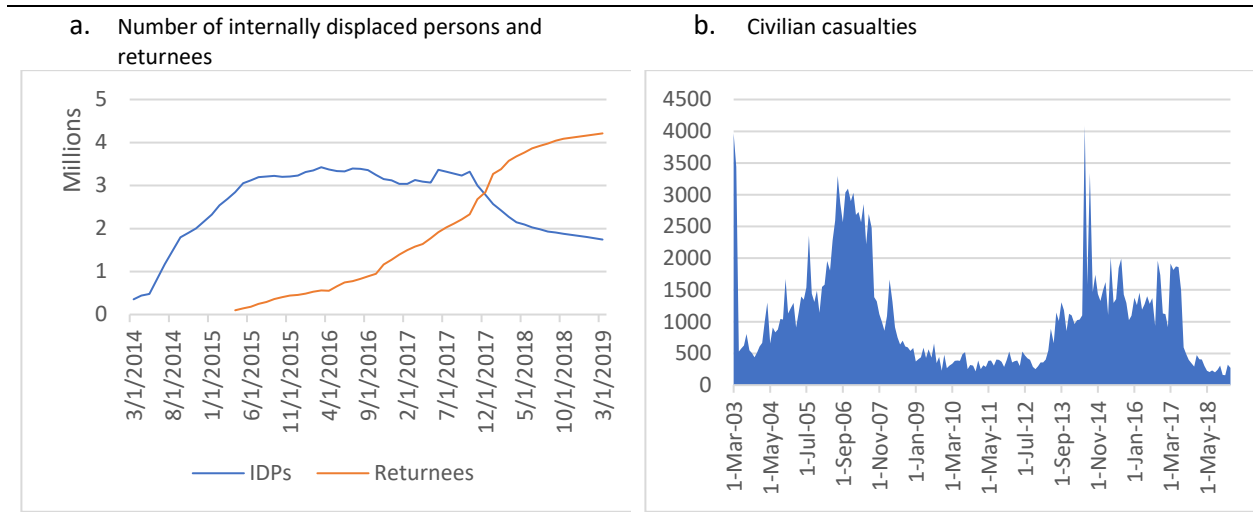 a. Number of internally displaced persons and
returnees
5
4
3
2
1
0
Millions
3/1/2014
8/1/2014
1/1/2015
6/1/2015
11/1/2015
4/1/2016
9/1/2016
2/1/2017
7/1/2017
12/1/2017
5/1/2018
10/1/2018
3/1/2019
IDPs
Returnees
b. Civilian casualties
4500
4000
3500
3000
2500
2000
1500
1000
500
0
1-Mar-03
1-May-04
1-Jul-05
1-Sep-06
1-Nov-07
1-Jan-09
1-Mar-10
1-May-11
1-Jul-12
1-Sep-13
1-Nov-14
1-Jan-16
1-Mar-17
1-May-18